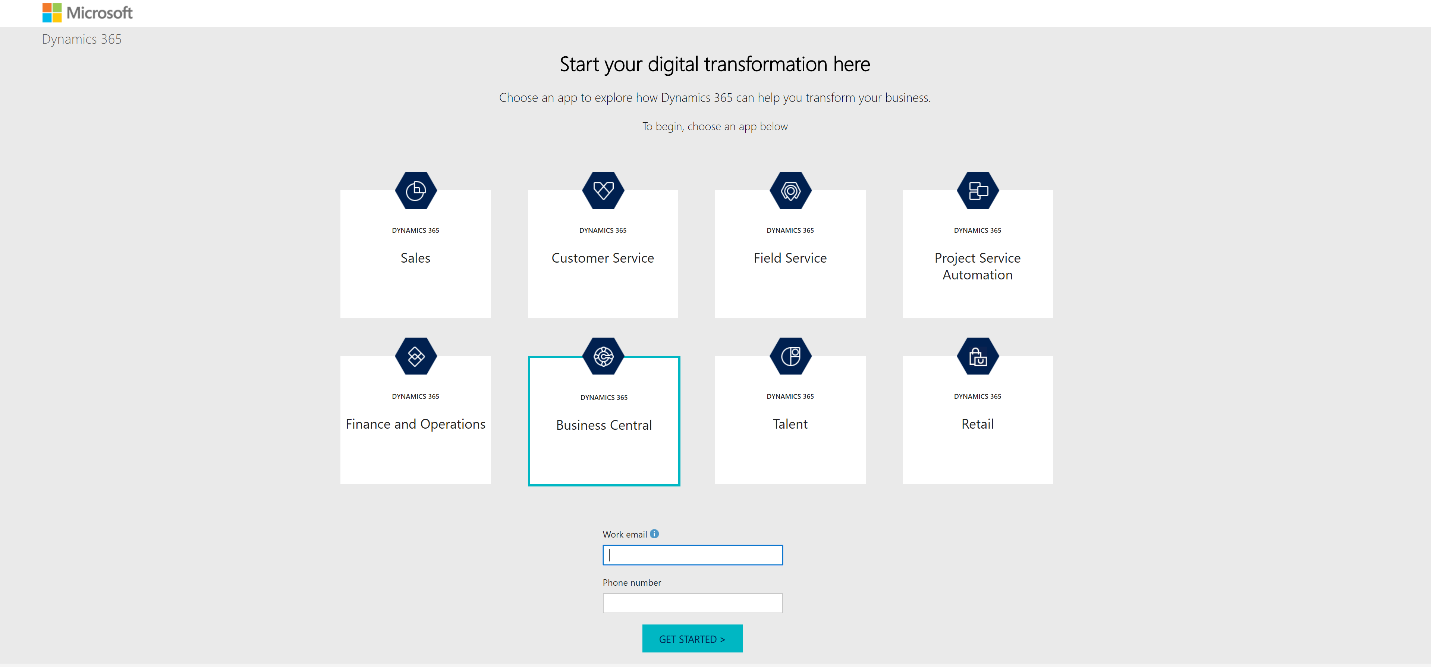 Microsoft
Dynamics 365
Start your digital transformation here
Choose an app to explore how Dynamics 365 can help you transform your business.
To begin, choose an app below
DYNAMICS 365
Sales
DYNAMICS 365
Customer Service
DYNAMICS 365
Field Service
DYNAMICS 365
Project Service
Automation
DYNAMICS 365
Finance and Operations
DYNAMICS 365
Business Central
DYNAMICS 365
Talent
DYNAMICS 365
Retail
Work email
Phone number
GET STARTED >